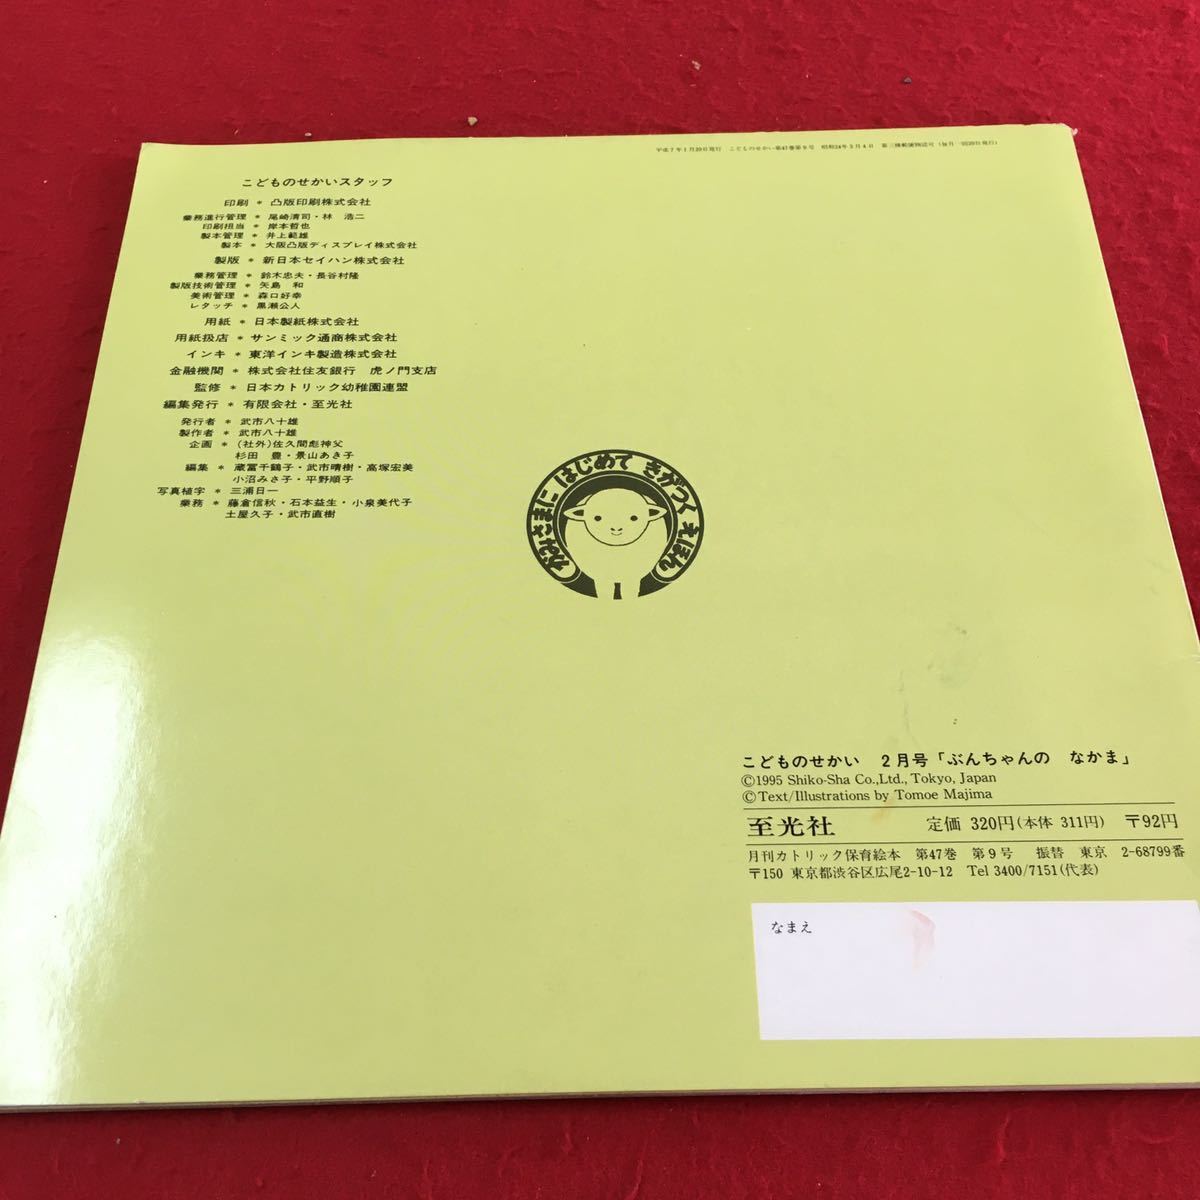 平成7年1月20日発行 こどものせかい第47巻第9号 昭和24年3月4日 第三種郵便物認可(毎月一回20日発行)
こどものせかいスタッフ
印刷 * 凸版印刷株式会社
業務進行管理 * 尾崎清司・林 浩二
印刷担当 * 岸本哲也
製本管理 * 井上範雄
製本 * 大阪凸版ディスプレイ株式会社
製版 * 新日本セイハン株式会社
業務管理 * 鈴木忠夫・長谷村隆
製版技術管理 * 矢島 和
美術管理 * 森口好幸
レタッチ * 黒瀬公人
用紙 * 日本製紙株式会社
用紙扱店 * サンミック通商株式会社
インキ * 東洋インキ製造株式会社
金融機関 * 株式会社住友銀行 虎ノ門支店
監修 * 日本カトリック幼稚園連盟
編集発行 * 有限会社・至光社
発行者 * 武市八十雄
製作者 * 武市八十雄
企画 * (社外)佐久間彪神父
杉田 豊・景山あき子
編集 * 蔵冨千鶴子・武市晴樹・高塚宏美
小沼みさ子・平野順子
写真植字 * 三浦日一
業務 * 藤倉信秋・石本益生・小泉美代子
土屋久子・武市直樹
かみさまに はじめて きがつく えほん
こどものせかい 2月号「ぶんちゃんの なかま」
©1995 Shiko-Sha Co.,Ltd., Tokyo, Japan
©Text/Illustrations by Tomoe Majima
至光社 定価 320円(本体 311円) 〒92円
月刊カトリック保育絵本 第47巻 第9号 振替 東京 2-68799番
〒150 東京都渋谷区広尾2-10-12 Tel 3400/7151(代表)
なまえ